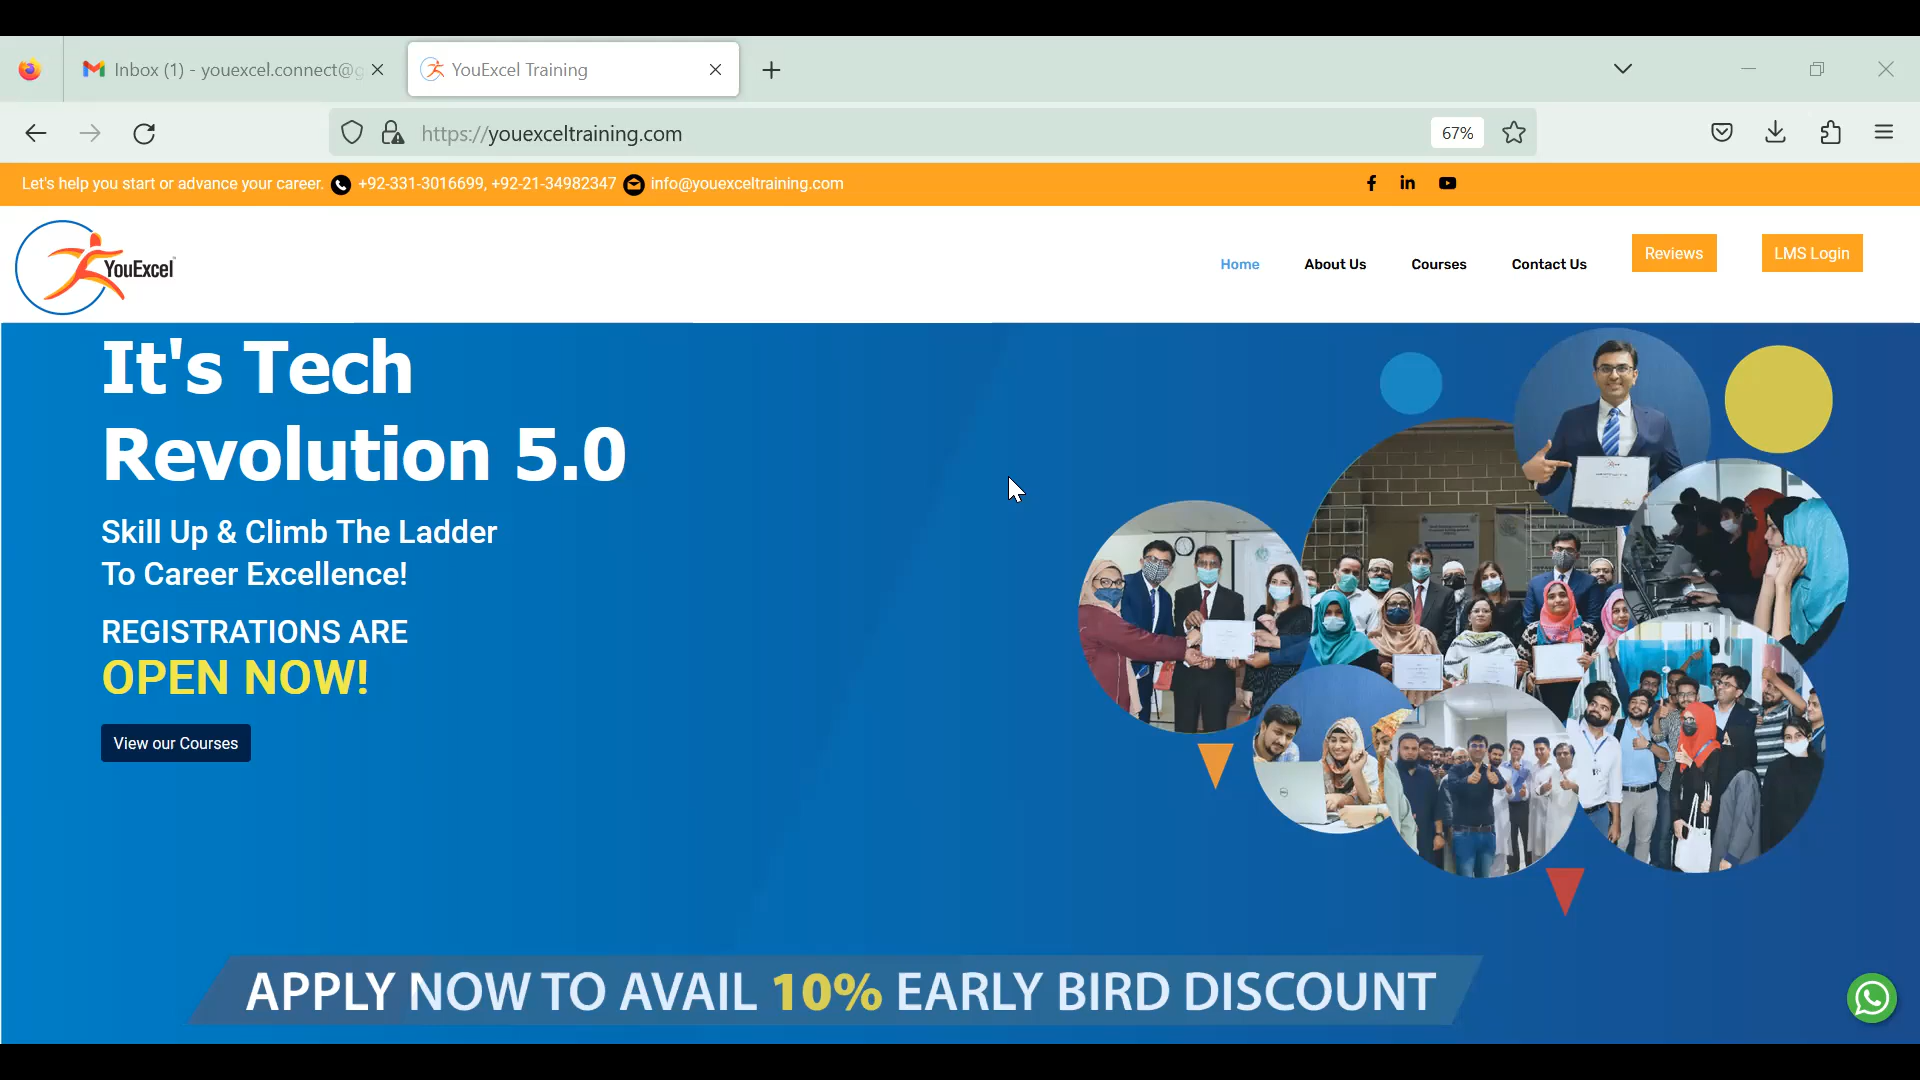 Inbox (1) - youexcel.connect@g
YouExcel Training
https://youexceltraining.com
67%
Let's help you start or advance your career. +92-331-3016699, +92-21-34982347 info@youexceltraining.com
YouExcel
Home
About Us
Courses
Contact Us
Reviews
LMS Login
It's Tech
Revolution 5.0
Skill Up & Climb The Ladder
To Career Excellence!
REGISTRATIONS ARE
OPEN NOW!
View our Courses
APPLY NOW TO AVAIL 10% EARLY BIRD DISCOUNT